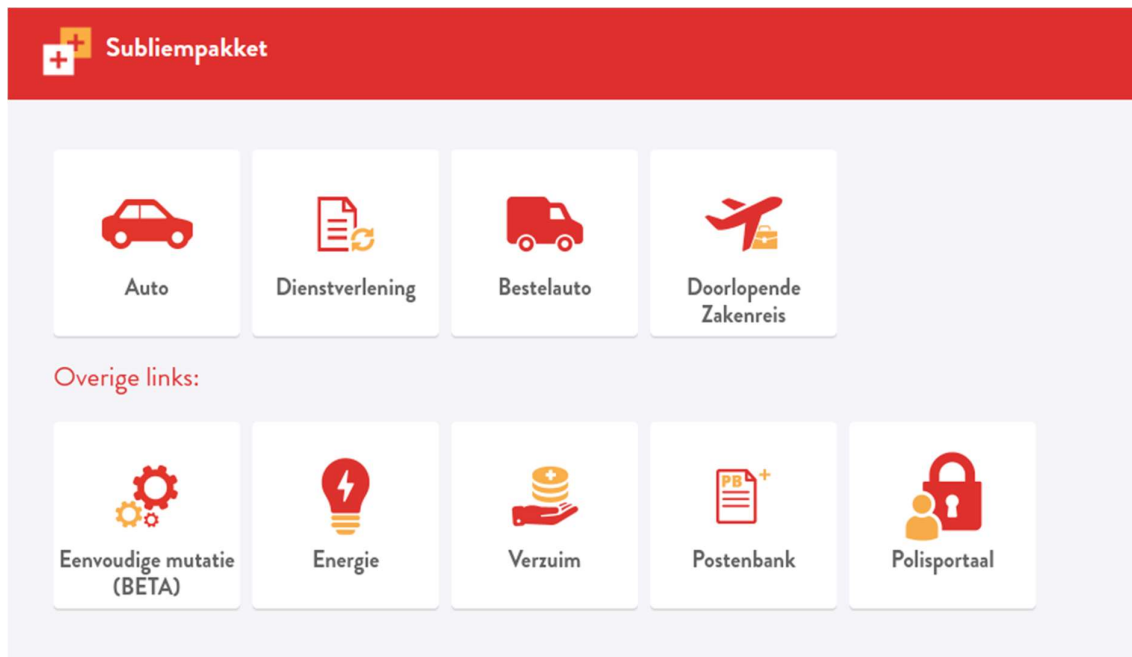 Subliempakket
Auto
Dienstverlening
Bestelauto
Doorlopende
Zakenreis
Overige links:
Eenvoudige mutatie
(BETA)
Energie
Verzuim
PB
Postenbank
Polisportaal